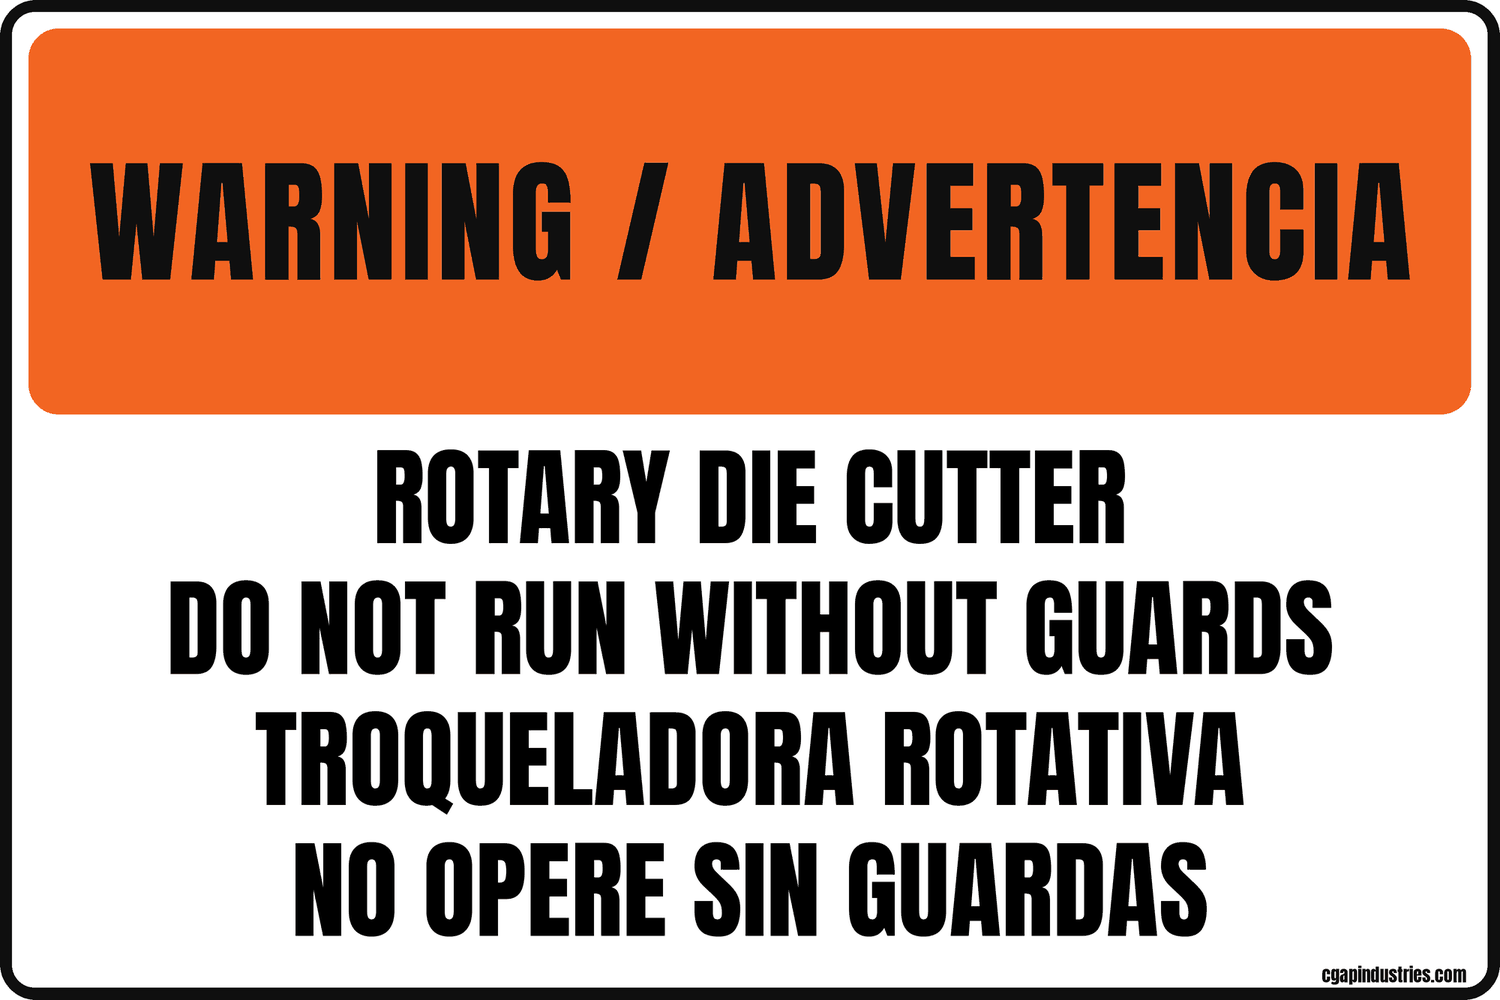 WARNING / ADVERTENCIA
ROTARY DIE CUTTER
DO NOT RUN WITHOUT GUARDS
TROQUELADORA ROTATIVA
NO OPERE SIN GUARDAS
cgapindustries.com